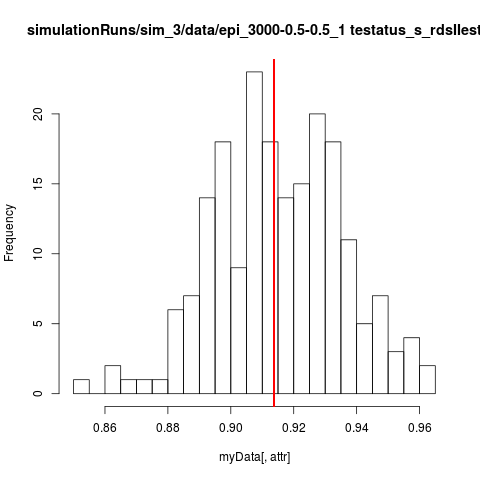 simulationRuns/sim_3/data/epi_3000-0.5-0.5_1 testatus_s_rdsllest
Frequency
20
15
10
5
0
0.86 0.88 0.90 0.92 0.94 0.96
myData[, attr]